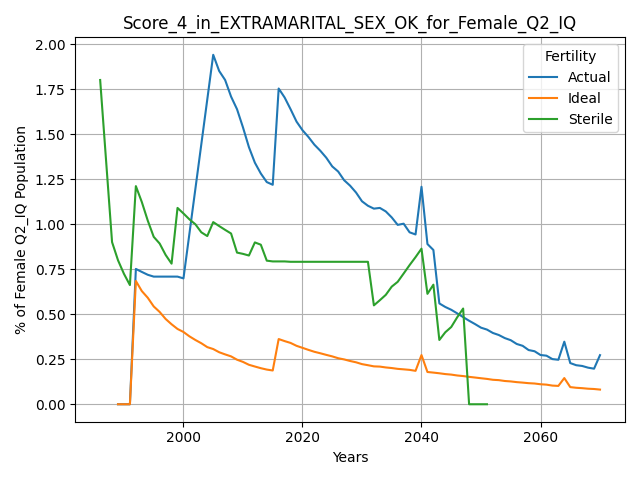 Score_4_in_EXTRAMARITAL_SEX_OK_for_Female_Q2_IQ
% of Female Q2_IQ Population
2.00
1.75
1.50
1.25
1.00
0.75
0.50
0.25
0.00
Fertility
Actual
Ideal
Sterile
2000
2020
2040
2060
Years